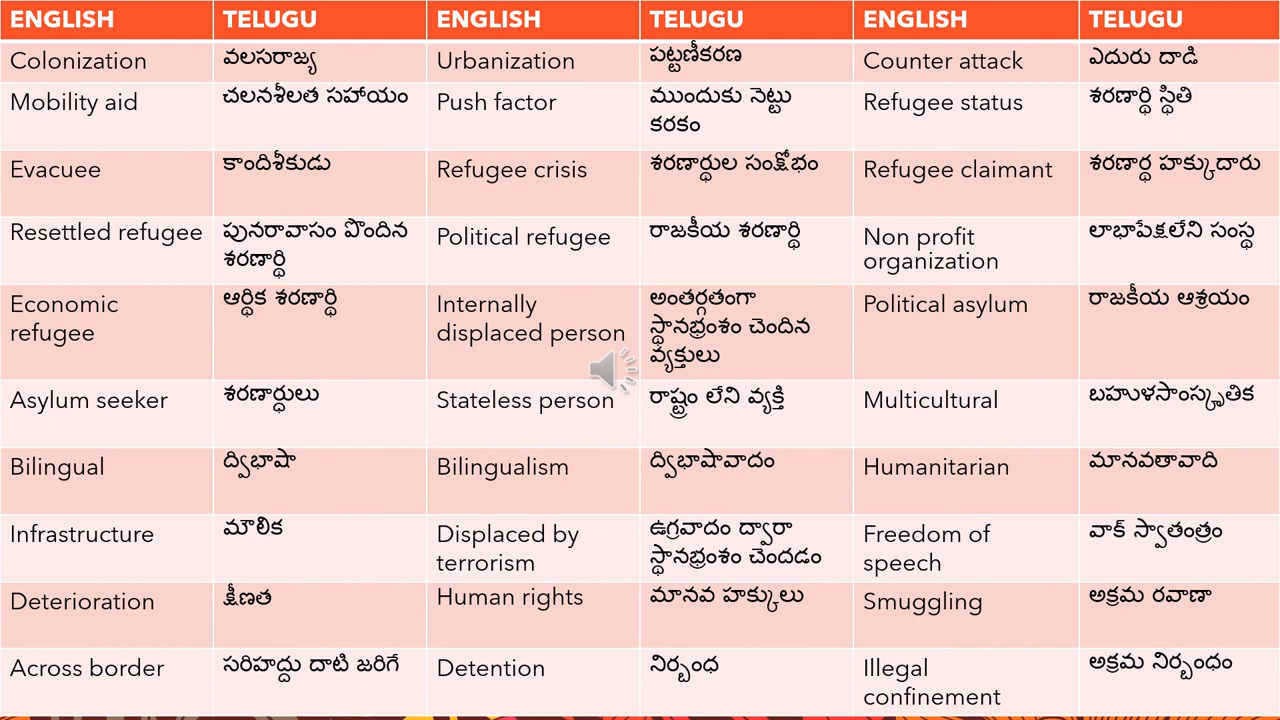 ENGLISH TELUGU ENGLISH TELUGU ENGLISH TELUGU
Colonization వలసరాజ్య Urbanization పట్టణీకరణ Counter attack ఎదురు దాడి
Mobility aid చలనశీలత సహాయం Push factor ముందుకు నెట్టు Refugee status శరణార్థి స్థితి
కరకం
Evacuee కాందిశీకుడు Refugee crisis శరణార్థుల సంక్షోభం Refugee claimant శరణార్థ హక్కుదారు
Resettled refugee పునరావాసం పొందిన Political refugee రాజకీయ శరణార్థి Non profit లాభాపేక్షలేని సంస్థ
శరణార్థి organization
Economic ఆర్థిక శరణార్థి Internally అంతర్గతంగా Political asylum రాజకీయ ఆశ్రయం
refugee displaced person స్థానభ్రంశం చెందిన
వ్యక్తులు
Asylum seeker శరణార్థులు Stateless person రాష్ట్రం లేని వ్యక్తి Multicultural బహుళసాంస్కృతిక
Bilingual ద్విభాషా Bilingualism ద్విభాషావాదం Humanitarian మానవతావాది
Infrastructure మౌలిక Displaced by ఉగ్రవాదం ద్వారా Freedom of వాక్ స్వాతంత్రం
terrorism స్థానభ్రంశం చెందడం speech
Deterioration క్షీణత Human rights మానవ హక్కులు Smuggling అక్రమ రవాణా
Across border సరిహద్దు దాటి జరిగే Detention నిర్బంధ Illegal అక్రమ నిర్బంధం
confinement